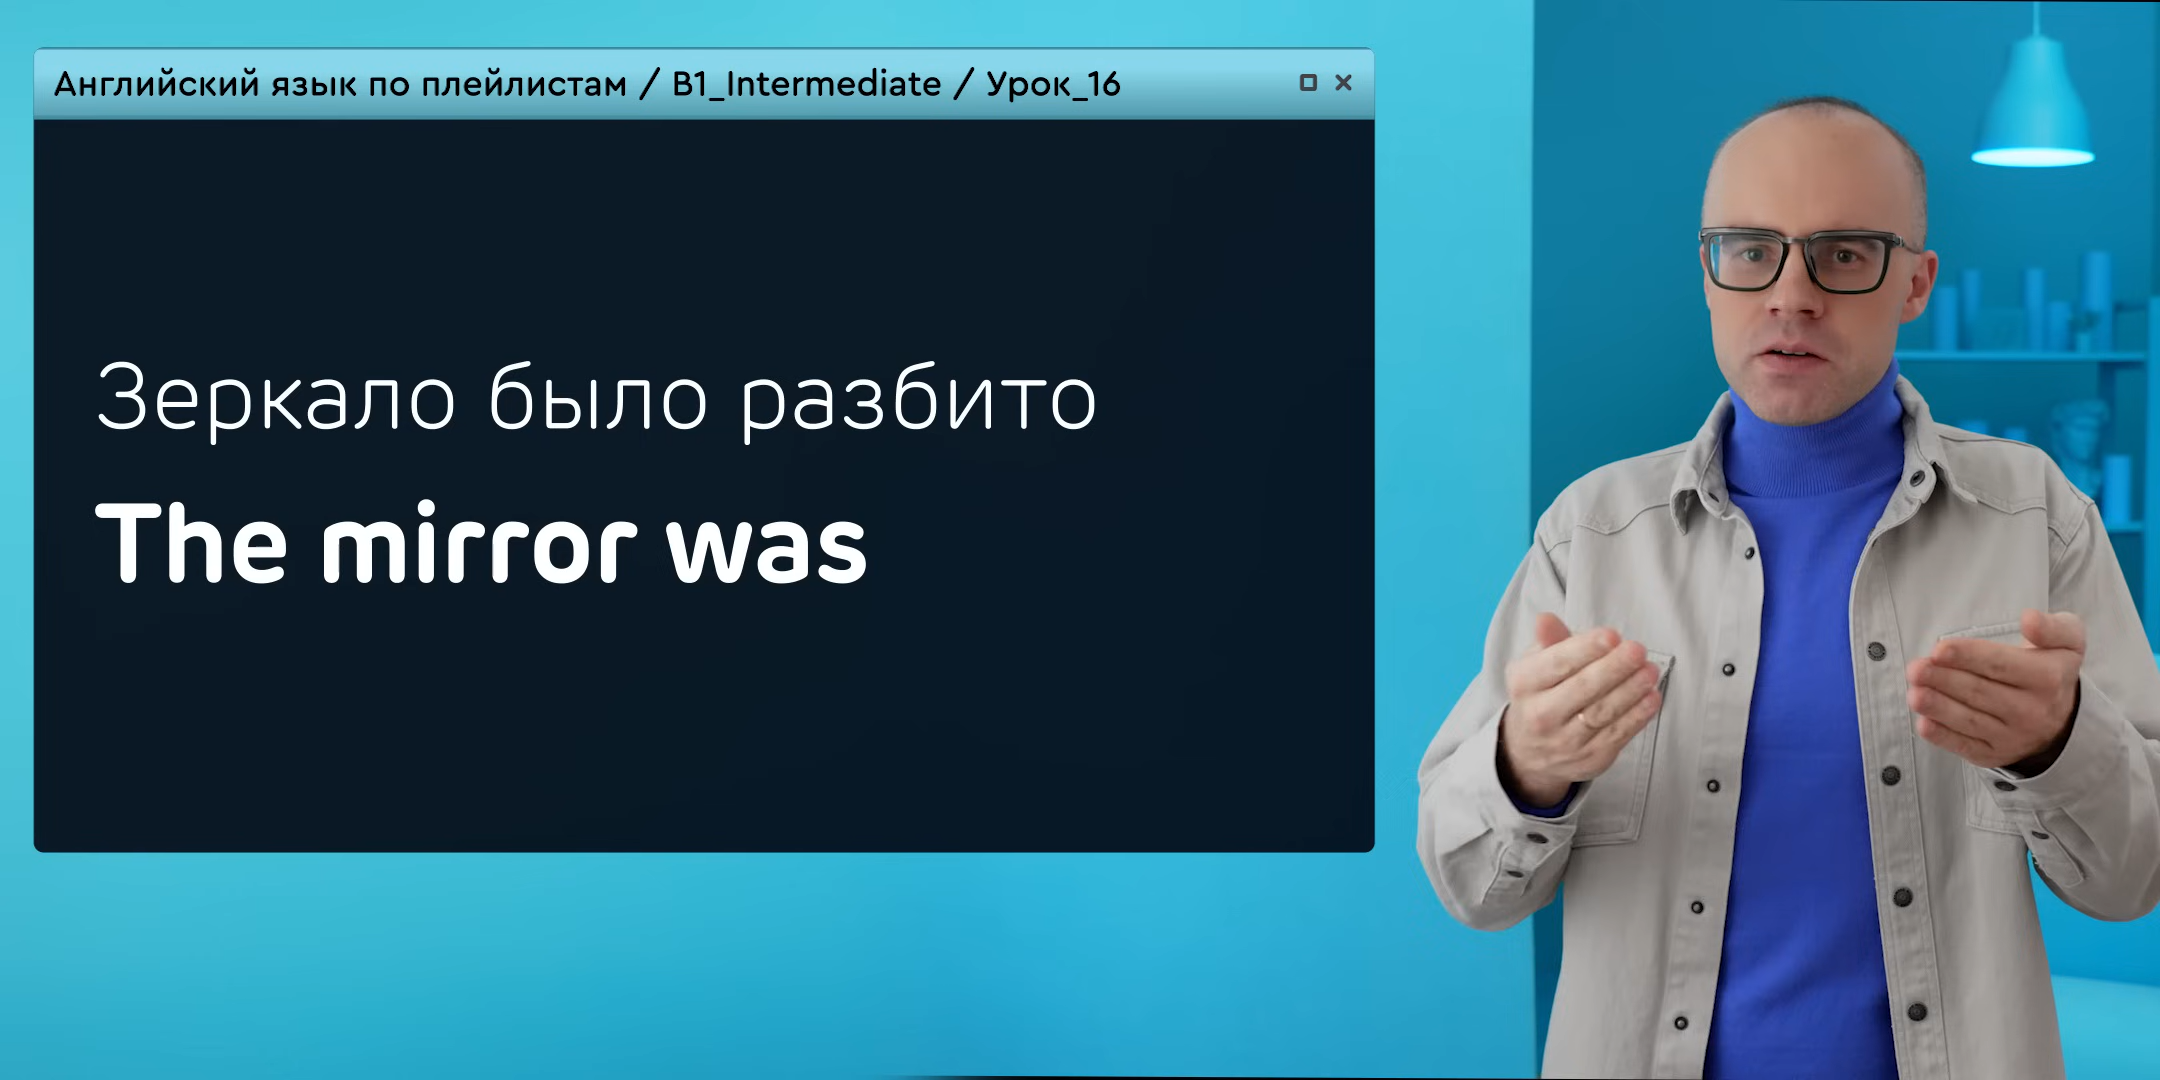 Английский язык по плейлистам / B1_Intermediate / Урок_16
Зеркало было разбито
The mirror was